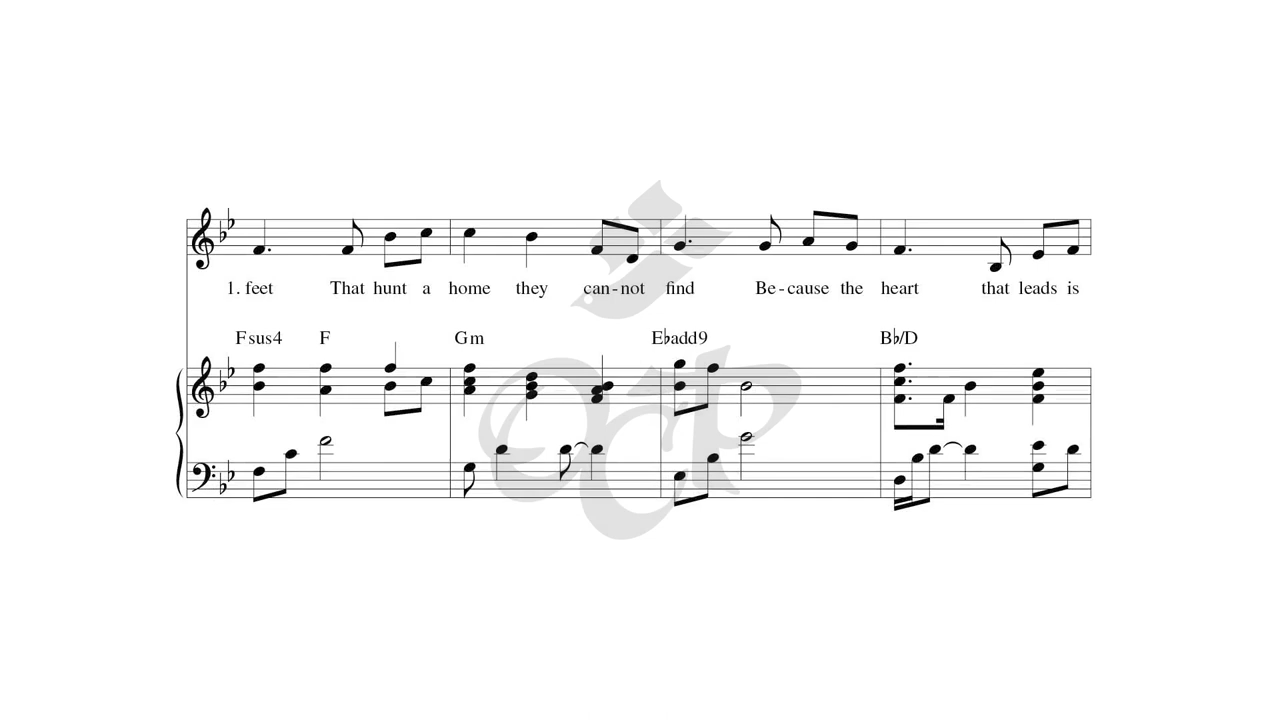 1. feet That hunt a home they can-not find Be-cause the heart that leads is
Fsus4 F Gm E♭add9 B♭/D
OCP